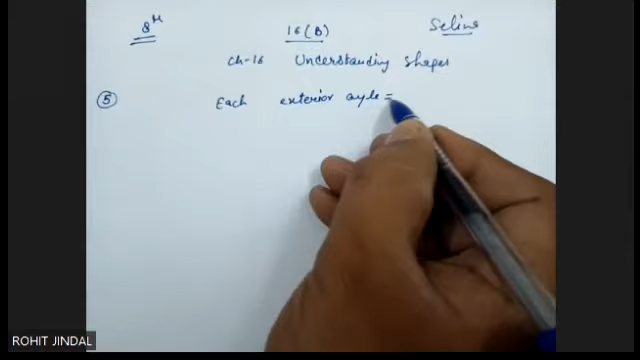 8th 16(B) Selina
Ch-16 Understanding shapes
5 Each exterior angle =
ROHIT JINDAL